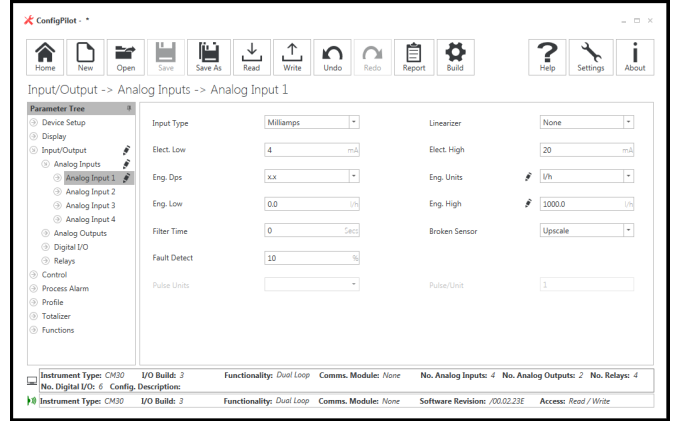 ConfigPilot - *
Home New Open Save Save As Read Write Undo Redo Report Build Help Settings About
Input/Output -> Analog Inputs -> Analog Input 1
Parameter Tree
Device Setup
Display
Input/Output
Analog Inputs
Analog Input 1
Analog Input 2
Analog Input 3
Analog Input 4
Analog Outputs
Digital I/O
Relays
Control
Process Alarm
Profile
Totalizer
Functions
Input Type Milliamps Linearizer None
Elect. Low 4 mA Elect. High 20 mA
Eng. Dps x.x Eng. Units l/h
Eng. Low 0.0 l/h Eng. High 1000.0 l/h
Filter Time 0 Secs Broken Sensor Upscale
Fault Detect 10 %
Pulse Units Pulse/Unit 1
Instrument Type: CM30 I/O Build: 3 Functionality: Dual Loop Comms. Module: None No. Analog Inputs: 4 No. Analog Outputs: 2 No. Relays: 4
No. Digital I/O: 6 Config. Description:
Instrument Type: CM30 I/O Build: 3 Functionality: Dual Loop Comms. Module: None Software Revision: /00.02.23E Access: Read / Write